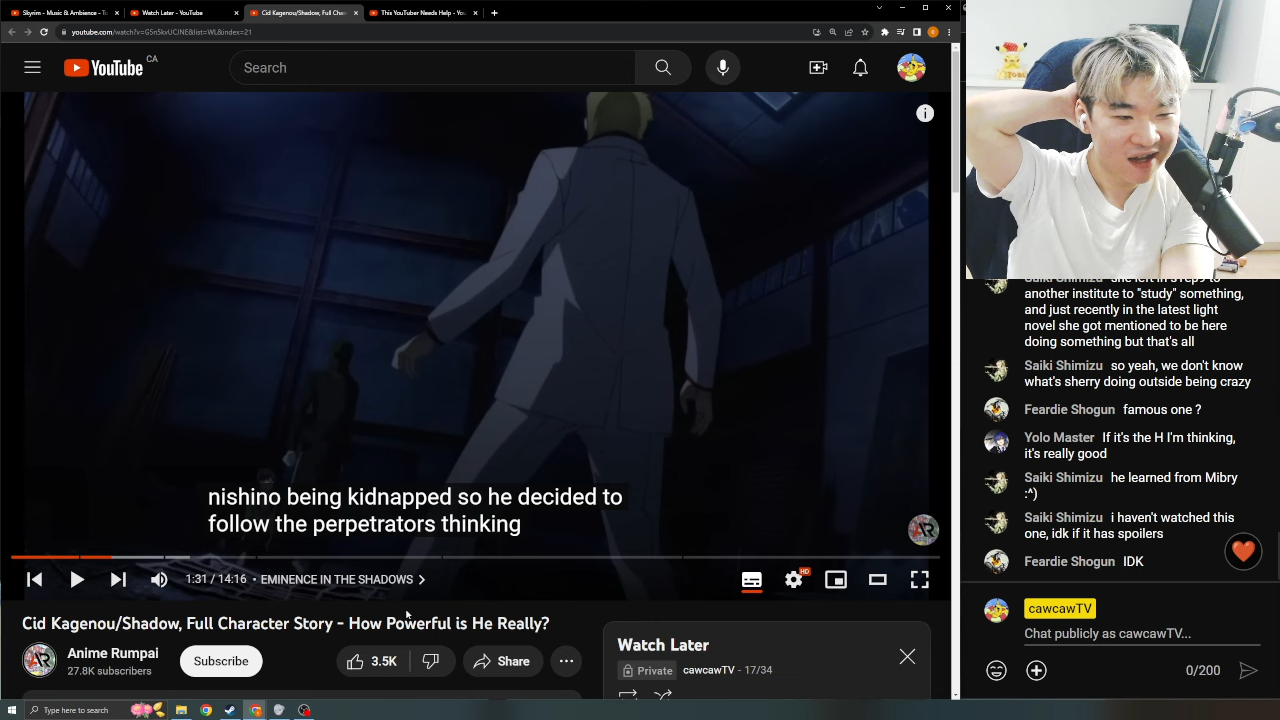 Skyrim - Music & Ambience - T
Watch Later - YouTube
Cid Kagenou/Shadow, Full Char
This YouTuber Needs Help - Yo
youtube.com/watch?v=GSnSkvUCJNE&list=WL&index=21
YouTube CA
Search
nishino being kidnapped so he decided to
follow the perpetrators thinking
AR
1:31 / 14:16 • EMINENCE IN THE SHADOWS
HD
Cid Kagenou/Shadow, Full Character Story - How Powerful is He Really?
AR
Anime Rumpai
27.8K subscribers
Subscribe
3.5K
Share
Watch Later
Private
cawcawTV - 17/34
Type here to search
Saiki Shimizu
another institute to "study" something,
and just recently in the latest light
novel she got mentioned to be here
doing something but that's all
Saiki Shimizu so yeah, we don't know
what's sherry doing outside being crazy
Feardie Shogun famous one ?
Yolo Master If it's the H I'm thinking,
it's really good
Saiki Shimizu he learned from Mibry
:^)
Saiki Shimizu i haven't watched this
one, idk if it has spoilers
Feardie Shogun IDK
cawcawTV
Chat publicly as cawcawTV...
0/200